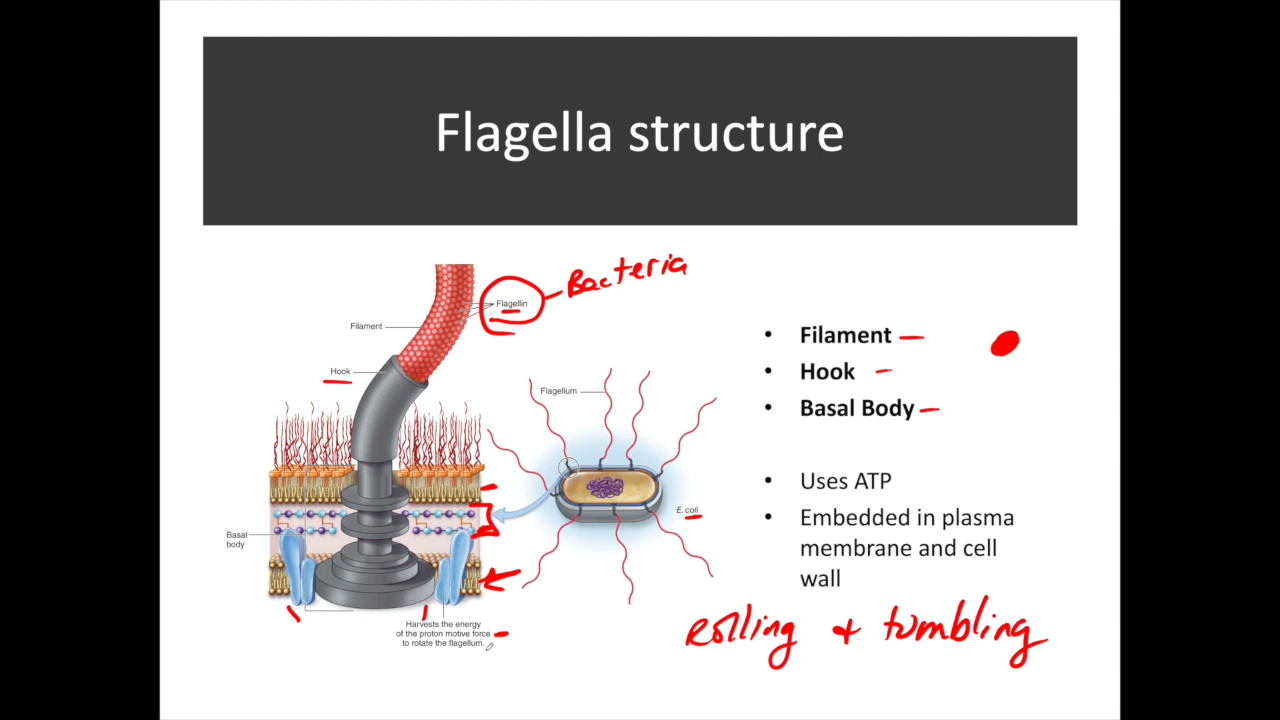 Flagella structure
Bacteria
Flagellin
Filament
Hook
Flagellum
E.coli
Basal
body
Harvests the energy
of the proton motive force
to rotate the flagellum.
• Filament
• Hook
• Basal Body
• Uses ATP
• Embedded in plasma
membrane and cell
wall
rolling + tumbling